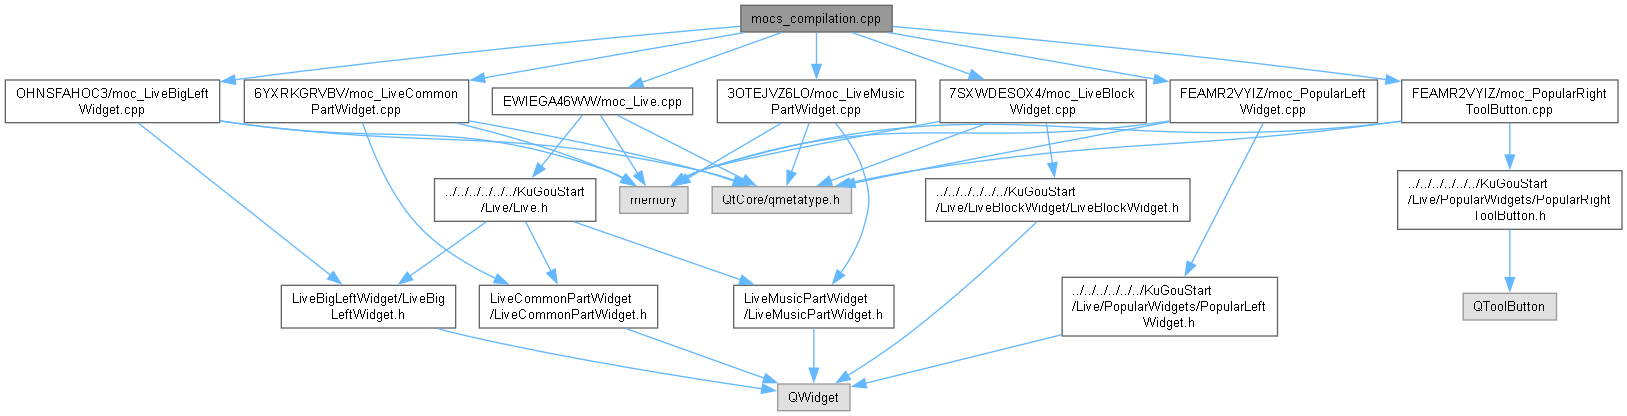 mocs_compilation.cpp
OHNSFAHOC3/moc_LiveBigLeft
Widget.cpp
6YXRKGRVBV/moc_LiveCommon
PartWidget.cpp
EWIEGA46WW/moc_Live.cpp
3OTEJVZ6LO/moc_LiveMusic
PartWidget.cpp
7SXWDESOX4/moc_LiveBlock
Widget.cpp
FEAMR2VYIZ/moc_PopularLeft
Widget.cpp
FEAMR2VYIZ/moc_PopularRight
ToolButton.cpp
../../../../../../KuGouStart
/Live/Live.h
memory
QtCore/qmetatype.h
../../../../../../KuGouStart
/Live/LiveBlockWidget/LiveBlockWidget.h
../../../../../../KuGouStart
/Live/PopularWidgets/PopularRight
ToolButton.h
LiveBigLeftWidget/LiveBig
LeftWidget.h
LiveCommonPartWidget
/LiveCommonPartWidget.h
LiveMusicPartWidget
/LiveMusicPartWidget.h
../../../../../../KuGouStart
/Live/PopularWidgets/PopularLeft
Widget.h
QToolButton
QWidget